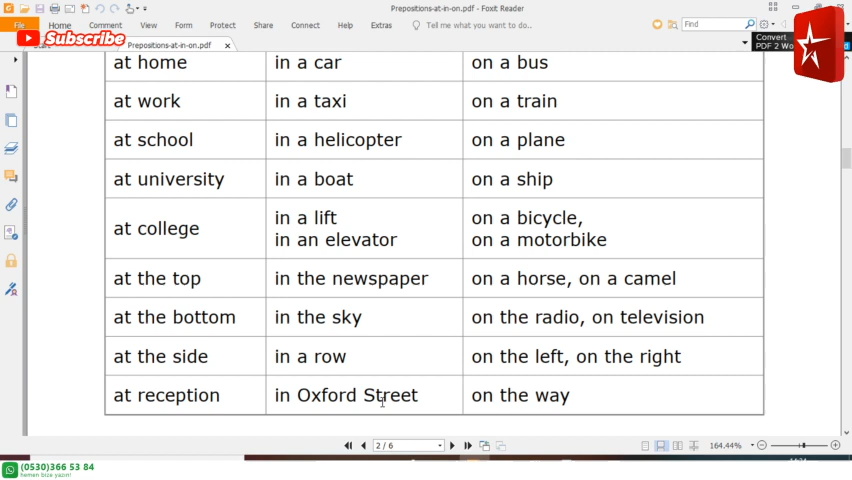 Prepositions-at-in-on.pdf - Foxit Reader
File Home Comment View Form Protect Share Connect Help Extras Tell me what you want to do.. Find
Subscribe
Prepositions-at-in-on.pdf
Convert
PDF 2 Wo
at home in a car on a bus
at work in a taxi on a train
at school in a helicopter on a plane
at university in a boat on a ship
at college in a lift on a bicycle,
in an elevator on a motorbike
at the top in the newspaper on a horse, on a camel
at the bottom in the sky on the radio, on television
at the side in a row on the left, on the right
at reception in Oxford Street on the way
2 / 6 164.44%
(0530)366 53 84
hemen bize yazın!